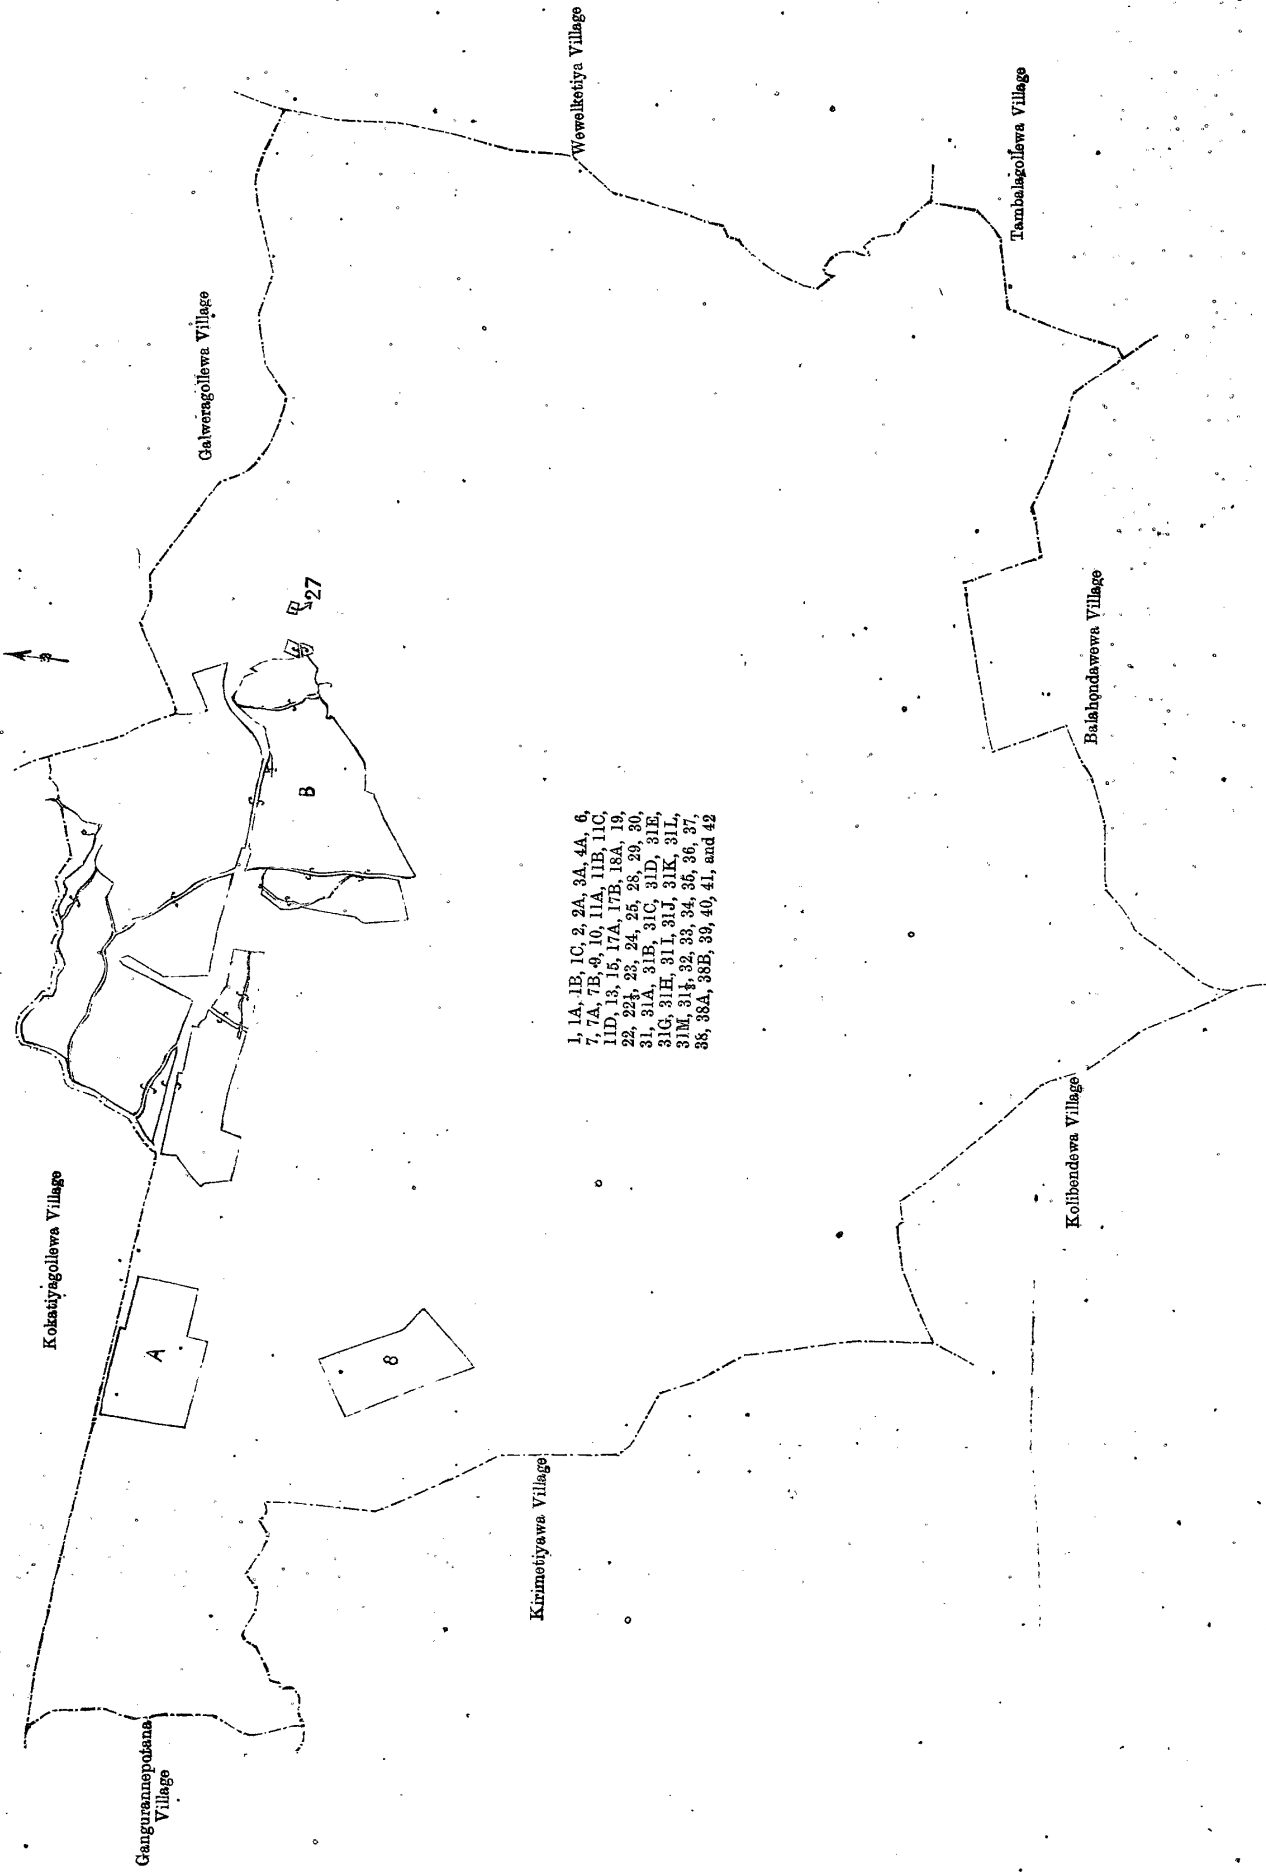 Gangurannepotana
Village
Kokatiyagollewa Village
Galweragollewa Village
Wewelketiya Village
Tambalagollewa Village
Balahondawewa Village
Kolibendewa Village
Kirimetiyawa Village
A
8
B
27
1, 1A, 1B, 1C, 2, 2A, 3A, 4A, 6,
7, 7A, 7B, 9, 10, 11A, 11B, 11C,
11D, 13, 15, 17A, 17B, 18A, 19,
22, 22½, 23, 24, 25, 28, 29, 30,
31, 31A, 31B, 31C, 31D, 31E,
31G, 31H, 31I, 31J, 31K, 31L,
31M, 31½, 32, 33, 34, 35, 36, 37,
38, 38A, 38B, 39, 40, 41, and 42